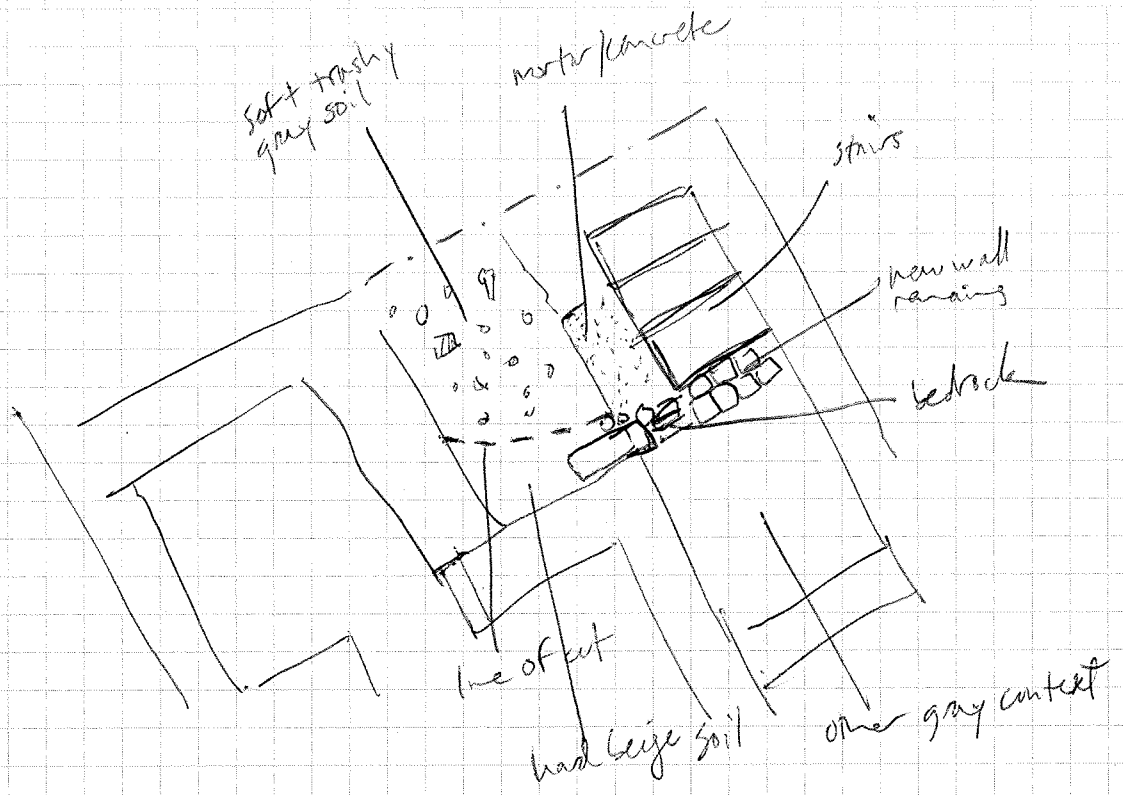 soft trashy
gray soil
mortar/concrete
stairs
new wall
remains
bedrock
line of cut
hard beige soil
other gray context